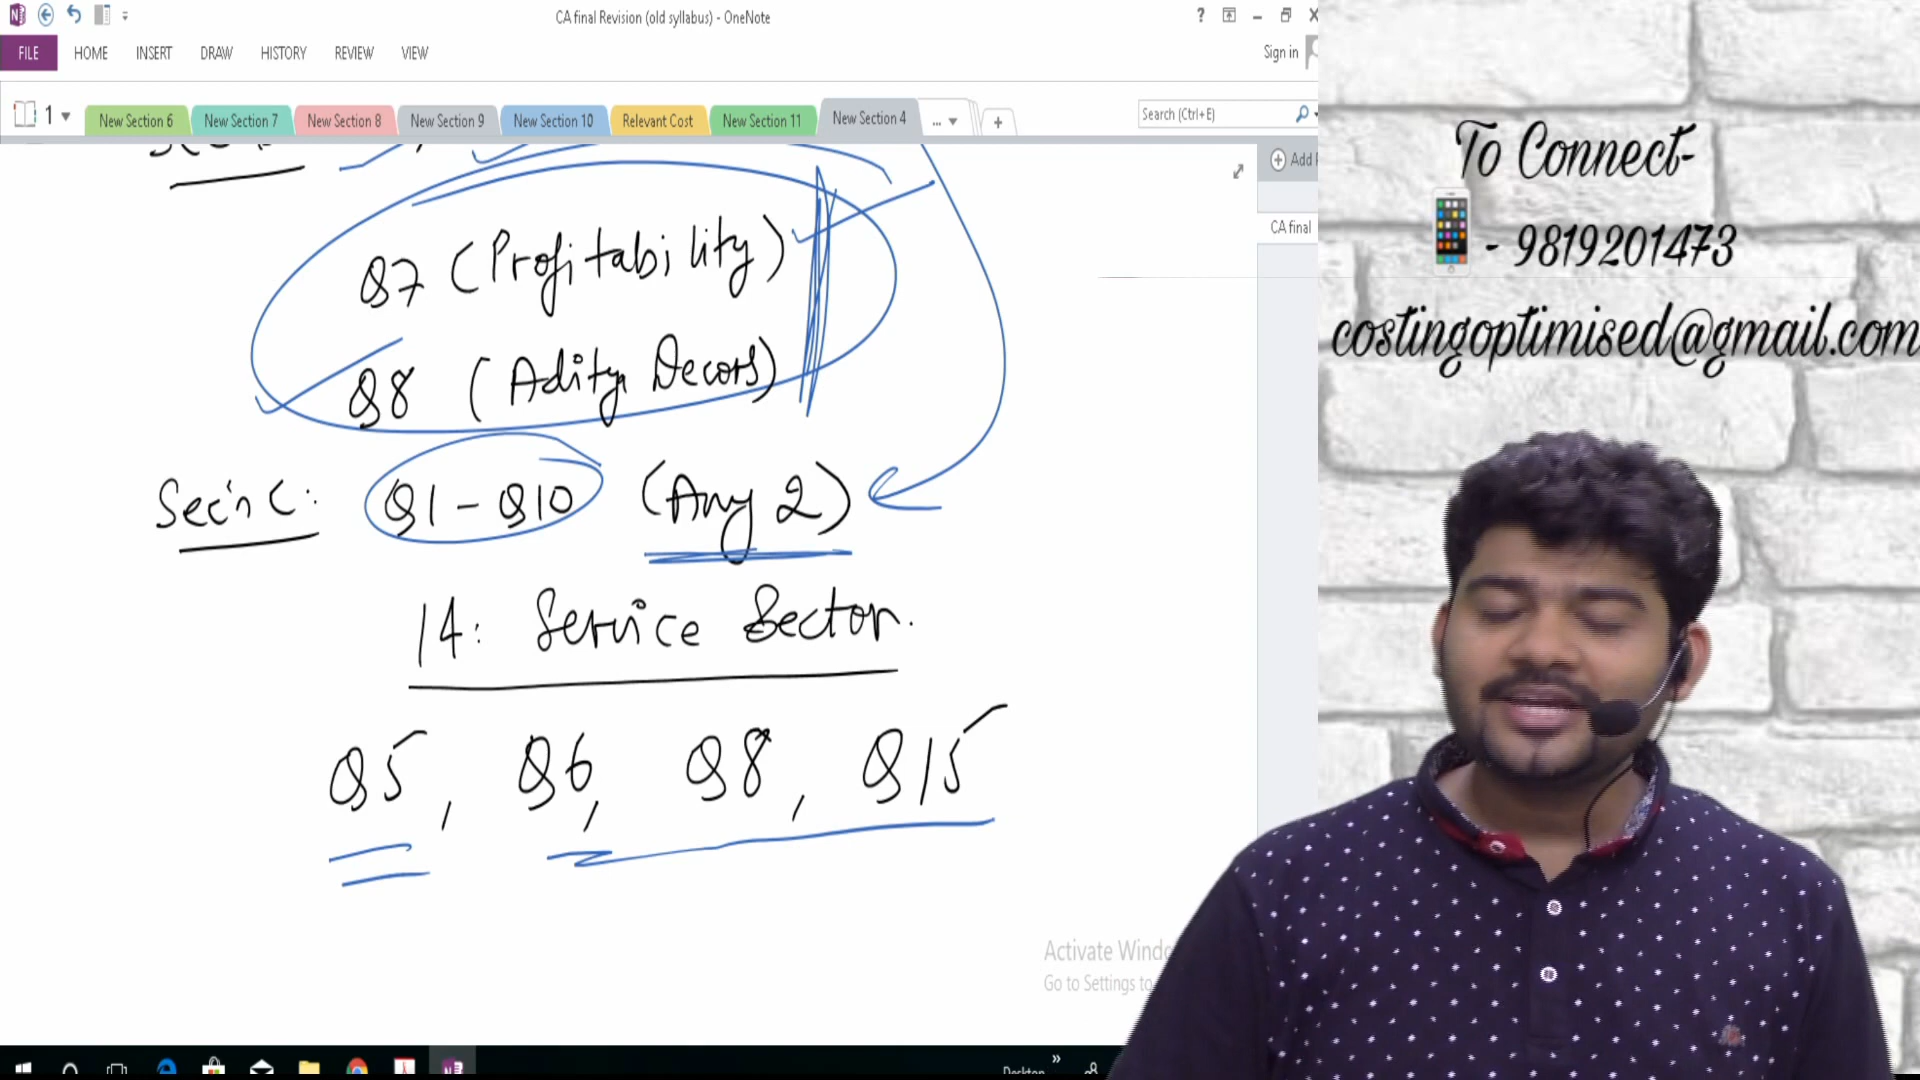 CA final Revision (old syllabus) - OneNote
?
FILE HOME INSERT DRAW HISTORY REVIEW VIEW
Sign in
1 New Section 6 New Section 7 New Section 8 New Section 9 New Section 10 Relevant Cost New Section 11 New Section 4 ... +
Search (Ctrl+E)
Add
CA final
Q7 (Profitability)
Q8 (Aditya Decors)
Sec'n C: Q1 - Q10 (Any 2)
14: Service Sector.
Q5, Q6, Q8, Q15
Activate
Go to Settings to
Desktop »
To Connect-
- 9819201473
costingoptimised@gmail.com